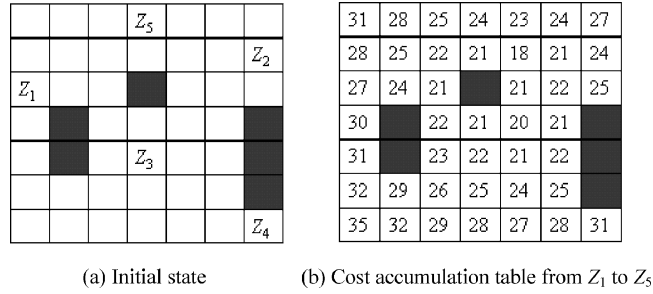 Z5
Z2
Z1
Z3
Z4
(a) Initial state
31 28 25 24 23 24 27
28 25 22 21 18 21 24
27 24 21 21 22 25
30 22 21 20 21
31 23 22 21 22
32 29 26 25 24 25
35 32 29 28 27 28 31
(b) Cost accumulation table from Z1 to Z5